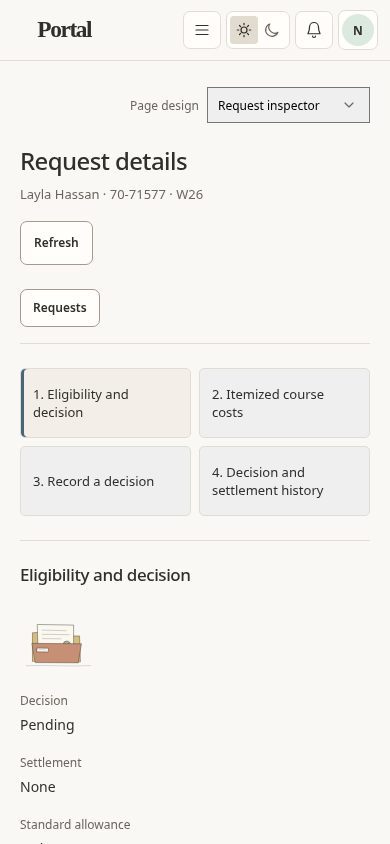 Portal
N
Page design
Request inspector
Request details
Layla Hassan · 70-71577 · W26
Refresh
Requests
1. Eligibility and
decision
2. Itemized course
costs
3. Record a decision
4. Decision and
settlement history
Eligibility and decision
Decision
Pending
Settlement
None
Standard allowance